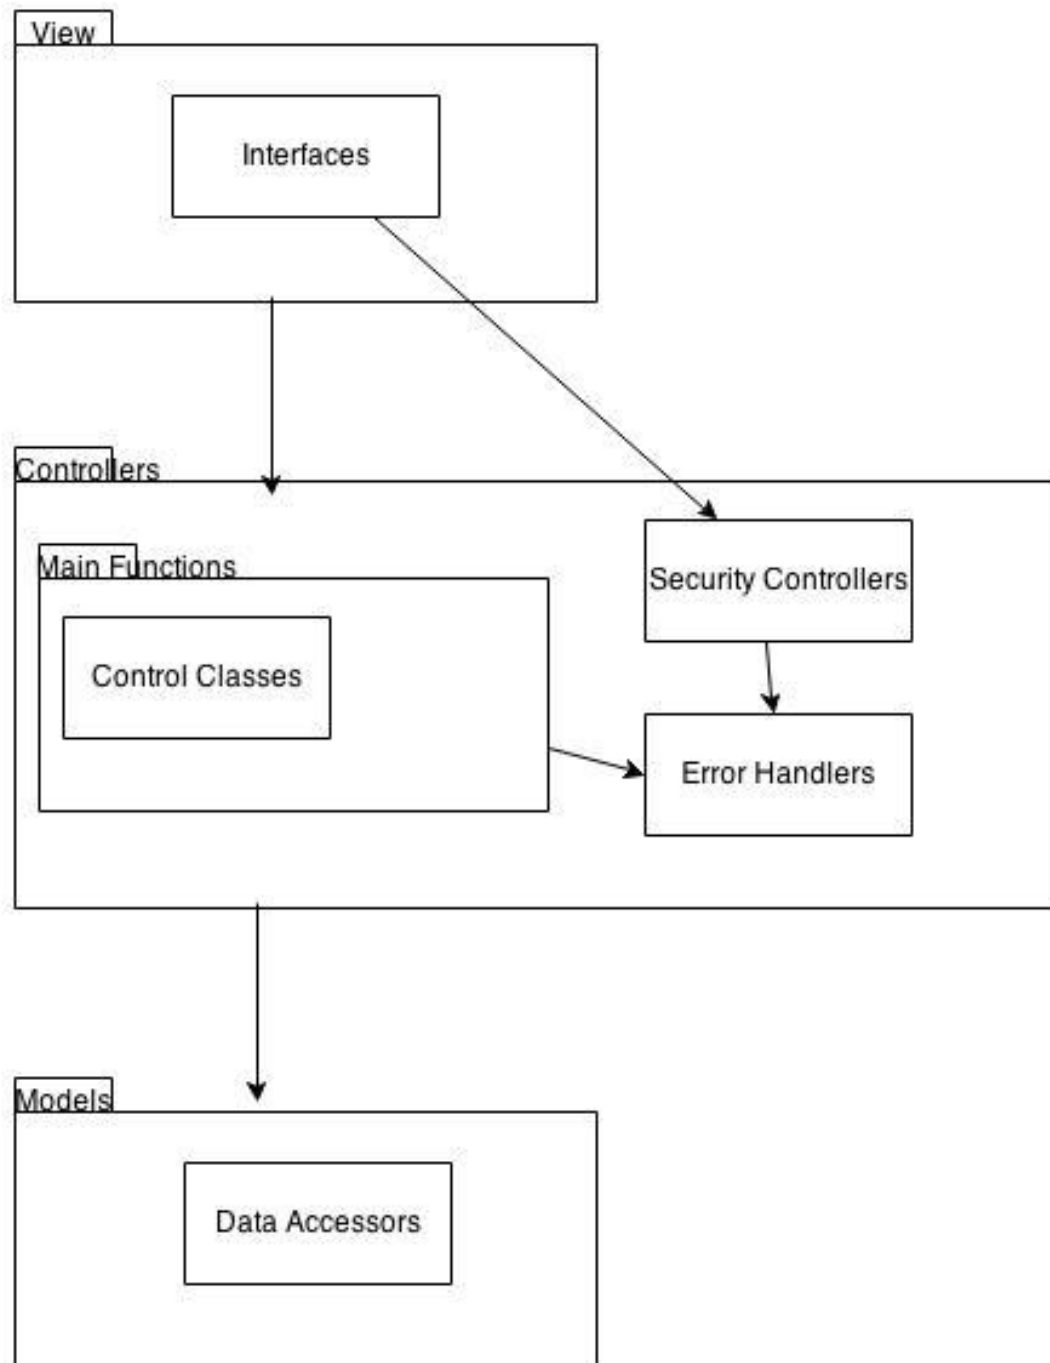 View
Interfaces
Controllers
Main Functions
Security Controllers
Control Classes
Error Handlers
Models
Data Accessors